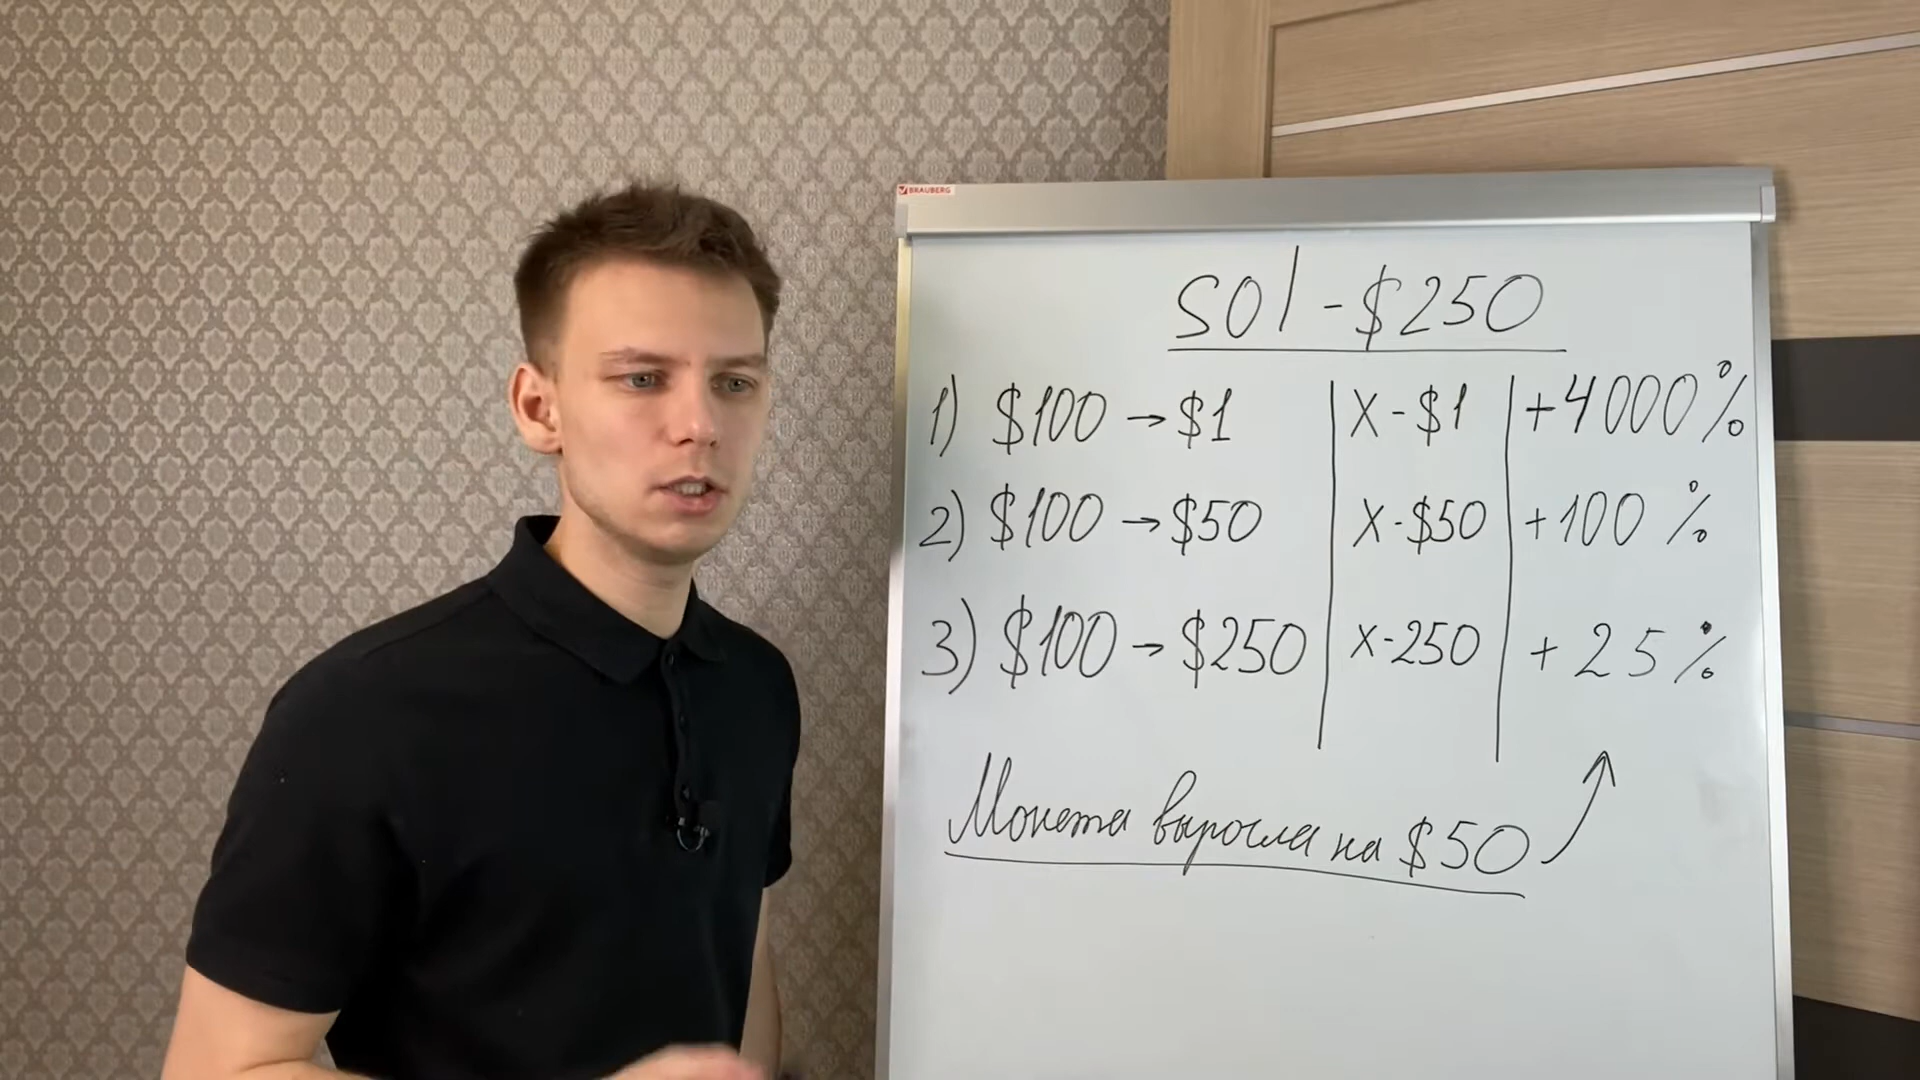 BRAUBERG
SOl - $250
1) $100 → $1 | X - $1 | +4000%
2) $100 → $50 | X - $50 | +100 %
3) $100 → $250 | X - 250 | + 25 %
Монета выросла на $50